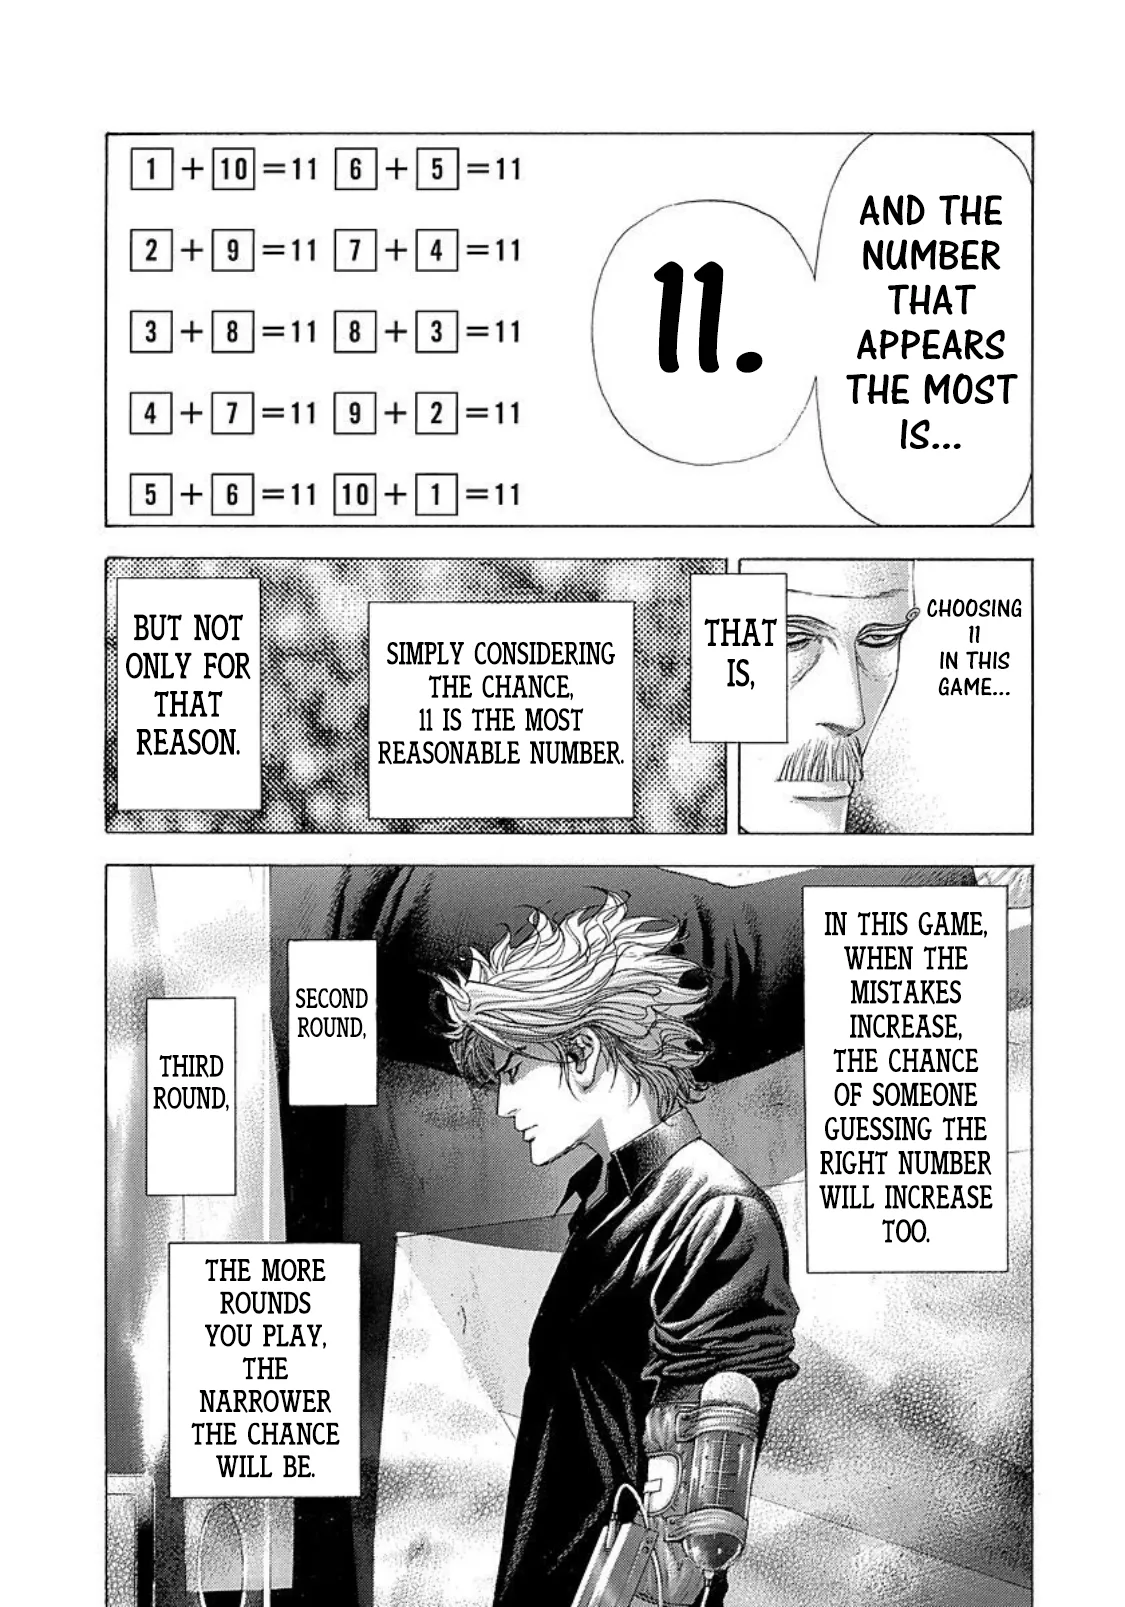 AND THE
NUMBER
THAT
APPEARS
THE MOST
IS...
11.
1 + 10 = 11 6 + 5 = 11
2 + 9 = 11 7 + 4 = 11
3 + 8 = 11 8 + 3 = 11
4 + 7 = 11 9 + 2 = 11
5 + 6 = 11 10 + 1 = 11
CHOOSING
11
IN THIS
GAME...
THAT
IS,
SIMPLY CONSIDERING
THE CHANCE,
11 IS THE MOST
REASONABLE NUMBER.
BUT NOT
ONLY FOR
THAT
REASON.
IN THIS GAME,
WHEN THE
MISTAKES
INCREASE,
THE CHANCE
OF SOMEONE
GUESSING THE
RIGHT NUMBER
WILL INCREASE
TOO.
SECOND
ROUND,
THIRD
ROUND,
THE MORE
ROUNDS
YOU PLAY,
THE
NARROWER
THE CHANCE
WILL BE.